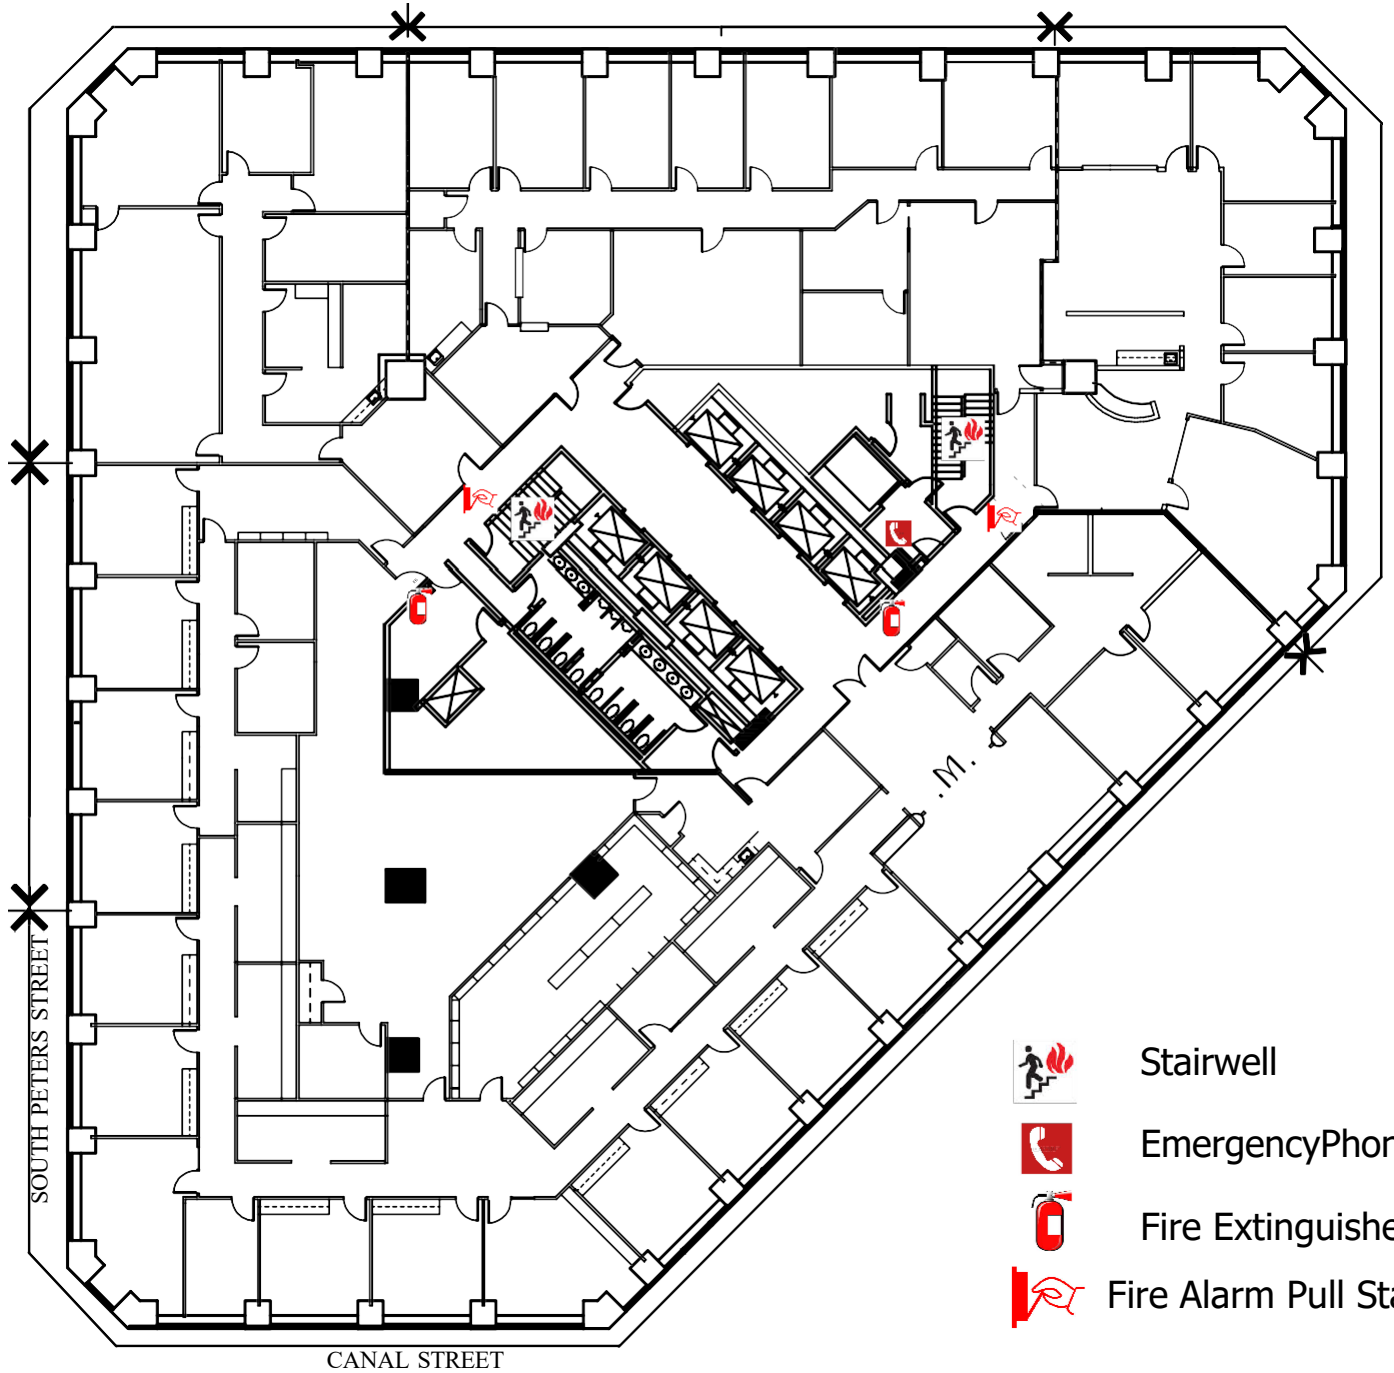 .M.
SOUTH PETERS STREET
Stairwell
EmergencyPhon
Fire Extinguishe
Fire Alarm Pull Sta
CANAL STREET